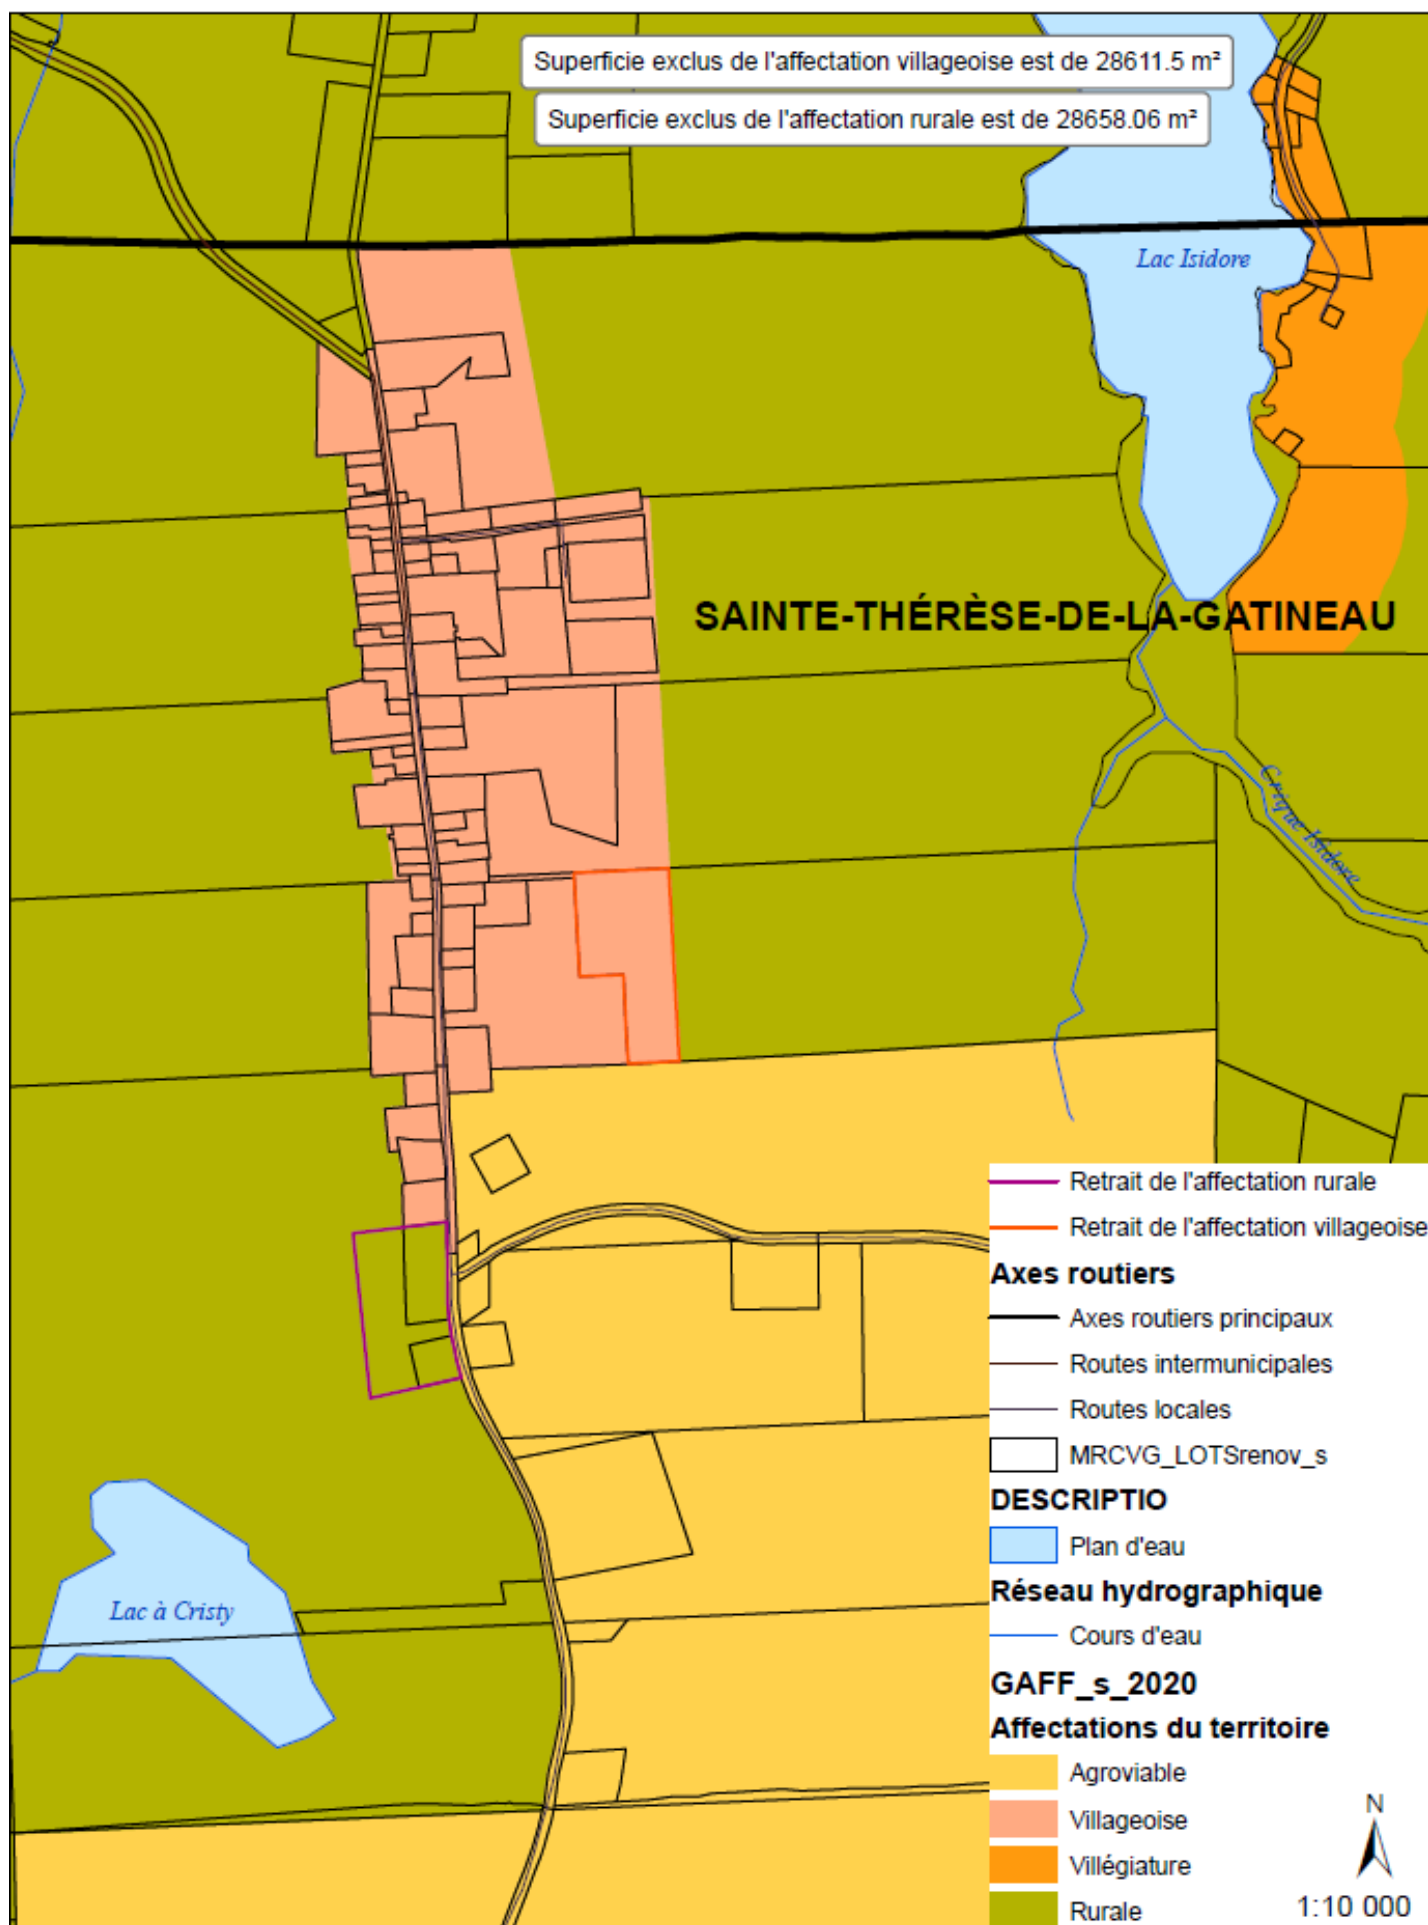 Superficie exclus de l'affectation villageoise est de 28611.5 m²
Superficie exclus de l'affectation rurale est de 28658.06 m²
Lac Isidore
SAINTE-THÉRÈSE-DE-LA-GATINEAU
Crique Isidore
Retrait de l'affectation rurale
Retrait de l'affectation villageoise
Axes routiers
Axes routiers principaux
Routes intermunicipales
Routes locales
MRCVG_LOTSrenov_s
DESCRIPTIO
Plan d'eau
Réseau hydrographique
Lac à Cristy
Cours d'eau
GAFF_s_2020
Affectations du territoire
Agroviable
Villageoise
Villégiature
Rurale
N
1:10 000